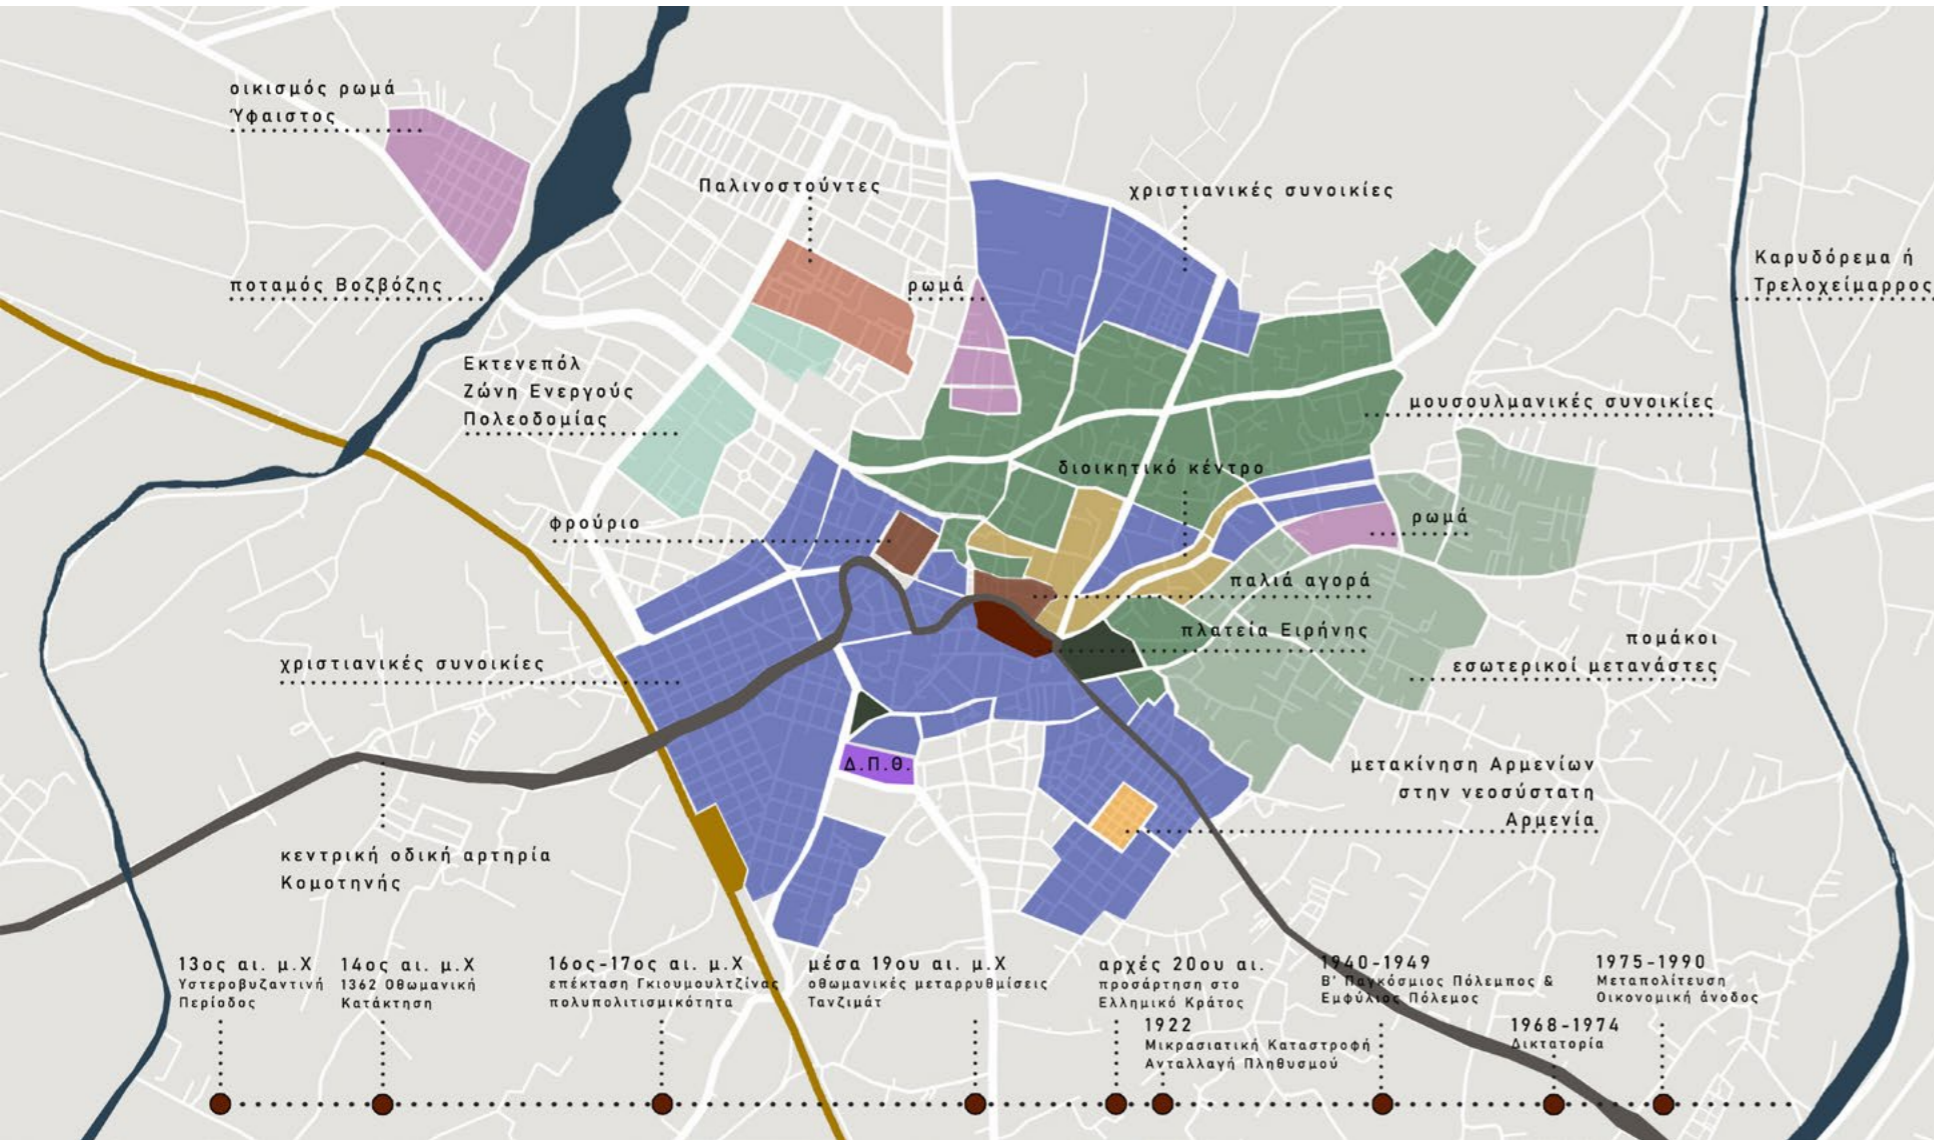 οικισμός ρωμά
Ύφαιστος
Παλινοστούντες
χριστιανικές συνοικίες
Καρυδόρεμα ή
Τρελοχείμαρρος
ποταμός Βοζβόζης
ρωμά
Εκτενεπόλ
Ζώνη Ενεργούς
Πολεοδομίας
μουσουλμανικές συνοικίες
διοικητικό κέντρο
φρούριο
ρωμά
παλιά αγορά
πλατεία Ειρήνης
πομάκοι
εσωτερικοί μετανάστες
χριστιανικές συνοικίες
Δ.Π.Θ.
μετακίνηση Αρμενίων
στην νεοσύστατη
Αρμενία
κεντρική οδική αρτηρία
Κομοτηνής
13ος αι. μ.Χ
Υστεροβυζαντινή
Περίοδος
14ος αι. μ.Χ
1362 Οθωμανική
Κατάκτηση
16ος-17ος αι. μ.Χ
επέκταση Γκιουμουλτζίνας
πολυπολιτισμικότητα
μέσα 19ου αι. μ.Χ
οθωμανικές μεταρρυθμίσεις
Τανζιμάτ
αρχές 20ου αι.
προσάρτηση στο
Ελλημικό Κράτος
1922
Μικρασιατική Καταστροφή
Ανταλλαγή Πληθυσμού
1940-1949
Β' Παγκόσμιος Πόλεμπος &
Εμφύλιος Πόλεμος
1968-1974
Δικτατορία
1975-1990
Μεταπολίτευση
Οικονομική άνοδος